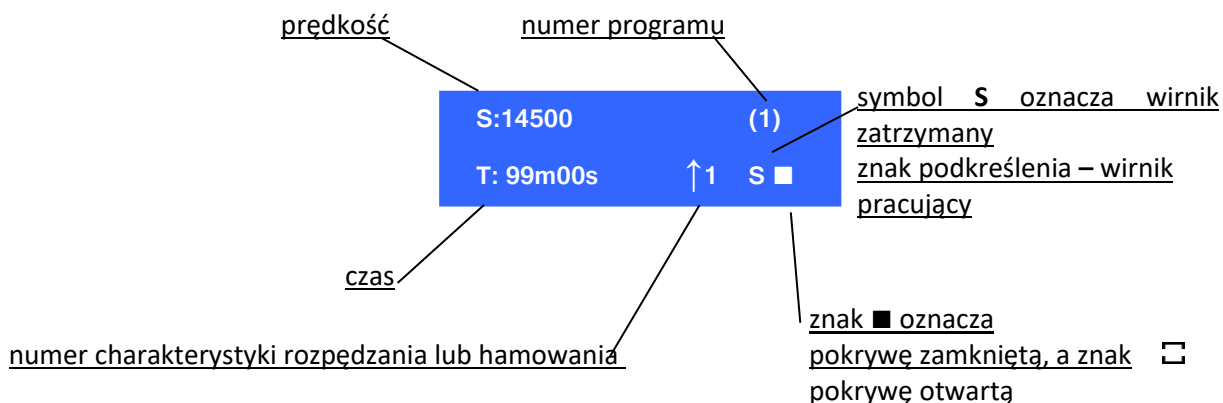 prędkość numer programu
symbol S oznacza wirnik
zatrzymany
znak podkreślenia – wirnik
pracujący
S:14500 (1)
T: 99m00s ↑1 S ■
czas
numer charakterystyki rozpędzania lub hamowania
znak ■ oznacza
pokrywę zamkniętą, a znak
pokrywę otwartą